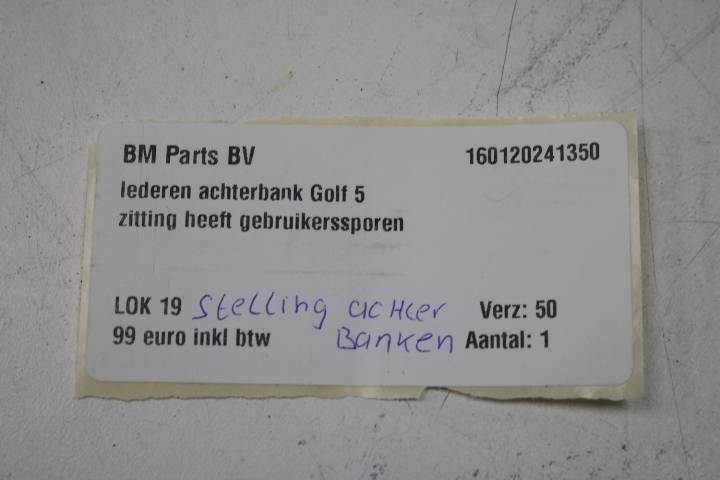 BM Parts BV 160120241350
lederen achterbank Golf 5
zitting heeft gebruikerssporen
LOK 19 Stelling achter Verz: 50
99 euro inkl btw Banken Aantal: 1